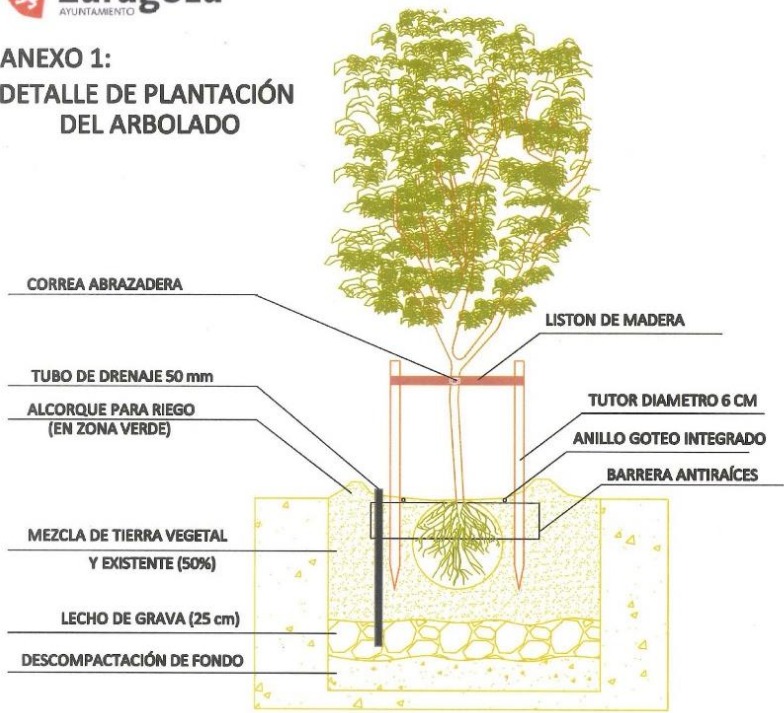 Zaragoza
AYUNTAMIENTO
ANEXO 1:
DETALLE DE PLANTACIÓN
DEL ARBOLADO
CORREA ABRAZADERA
LISTON DE MADERA
TUBO DE DRENAJE 50 mm
TUTOR DIAMETRO 6 CM
ALCORQUE PARA RIEGO
(EN ZONA VERDE)
ANILLO GOTEO INTEGRADO
BARRERA ANTIRAÍCES
MEZCLA DE TIERRA VEGETAL
Y EXISTENTE (50%)
LECHO DE GRAVA (25 cm)
DESCOMPACTACIÓN DE FONDO